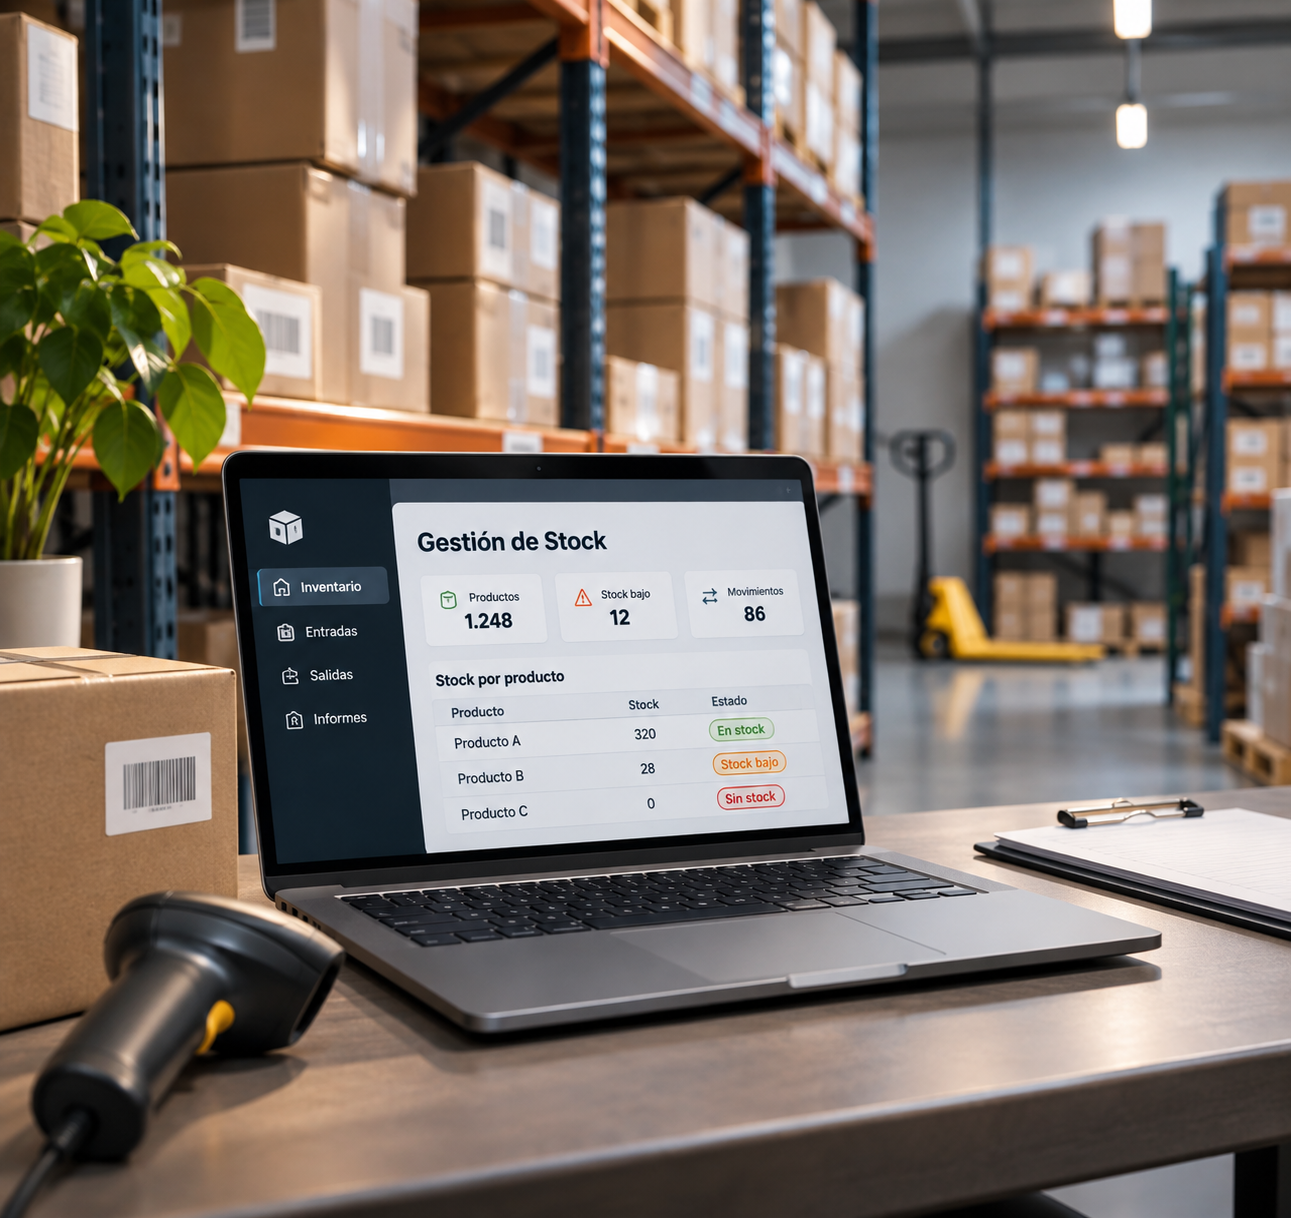 Gestión de Stock
Inventario
Entradas
Salidas
Informes
Productos
1.248
Stock bajo
12
Movimientos
86
Stock por producto
Producto Stock Estado
Producto A 320 En stock
Producto B 28 Stock bajo
Producto C 0 Sin stock